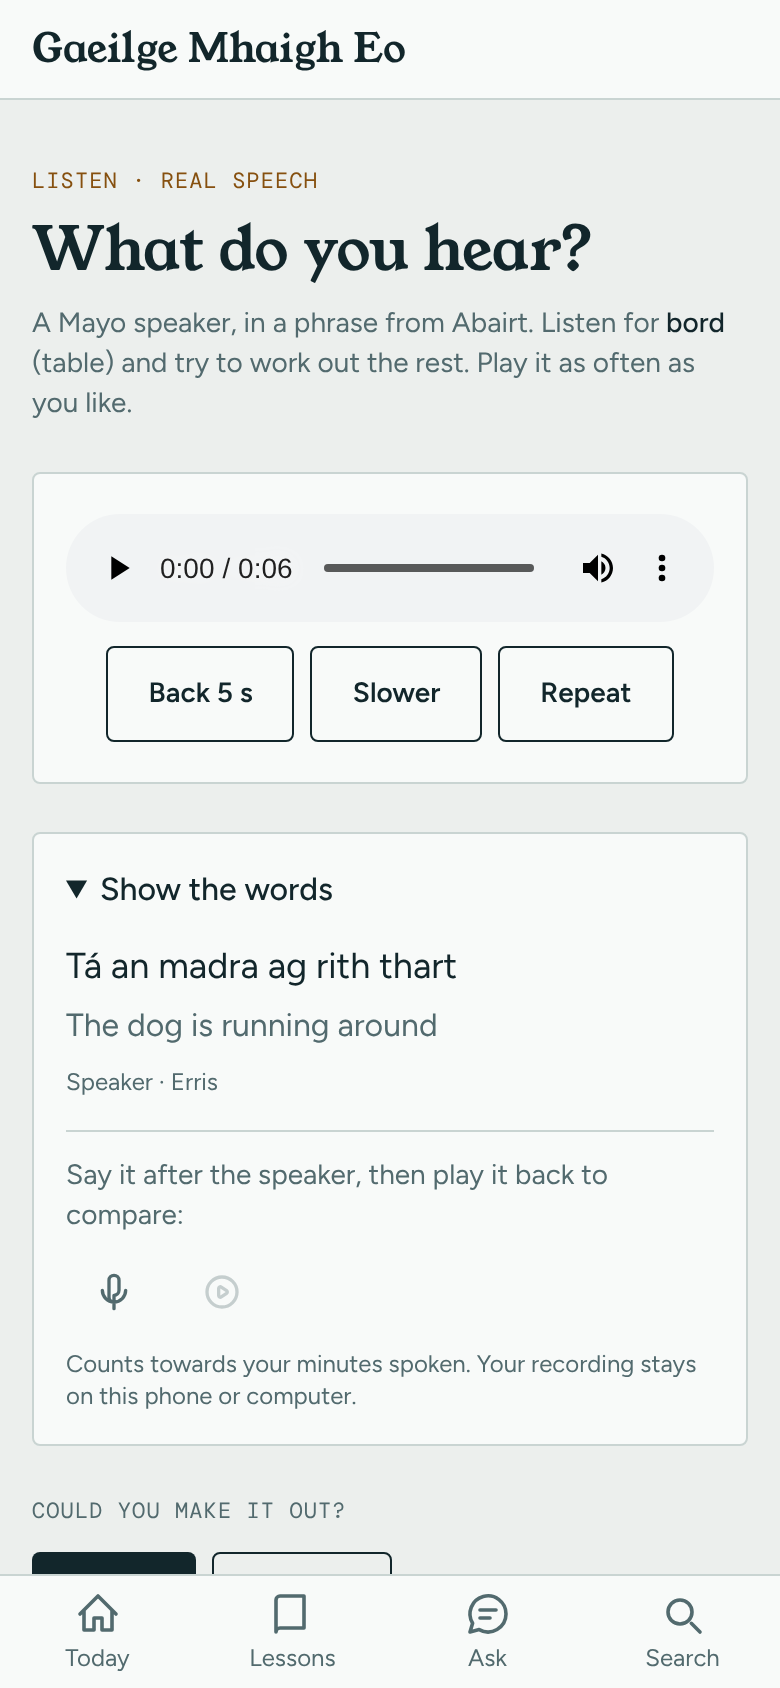 Gaeilge Mhaigh Eo
LISTEN · REAL SPEECH
What do you hear?
A Mayo speaker, in a phrase from Abairt. Listen for bord
(table) and try to work out the rest. Play it as often as
you like.
0:00 / 0:06
Back 5 s
Slower
Repeat
Show the words
Tá an madra ag rith thart
The dog is running around
Speaker · Erris
Say it after the speaker, then play it back to
compare:
Counts towards your minutes spoken. Your recording stays
on this phone or computer.
COULD YOU MAKE IT OUT?
Today
Lessons
Ask
Search